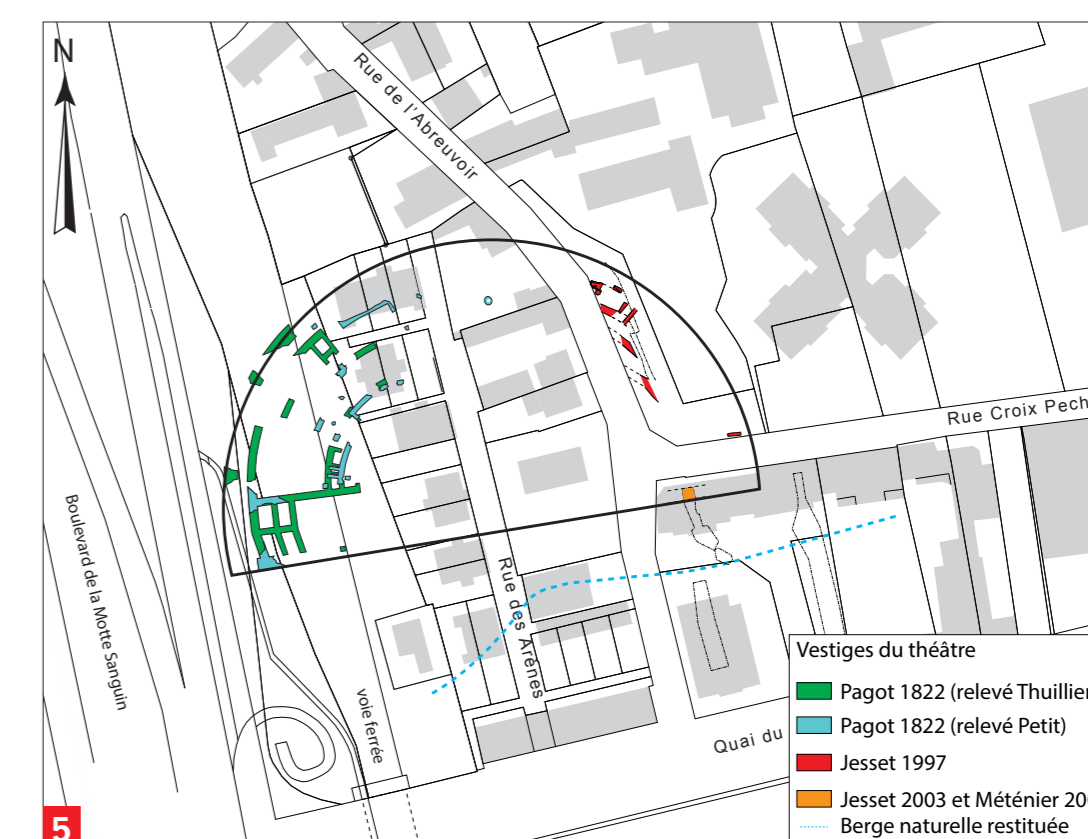 N
Rue de l'Abreuvoir
Rue Croix Pech
Boulevard de la Motte Sanguin
Rue des Arênes
voie ferrée
Quai du
Vestiges du théâtre
Pagot 1822 (relevé Thuillier
Pagot 1822 (relevé Petit)
Jesset 1997
Jesset 2003 et Méténier 20
Berge naturelle restituée
5